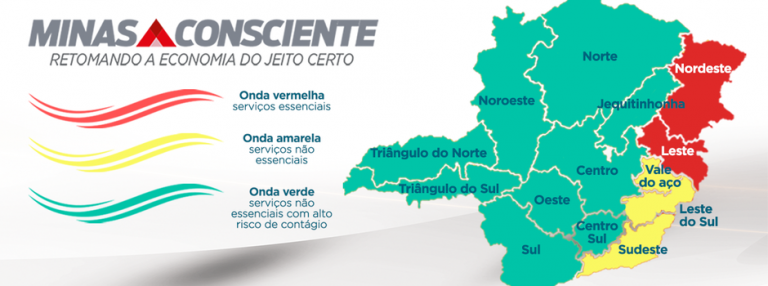 MINAS CONSCIENTE
RETOMANDO A ECONOMIA DO JEITO CERTO
Onda vermelha
serviços essenciais
Onda amarela
serviços não
essenciais
Onda verde
serviços não
essenciais com alto
risco de contágio
Norte
Nordeste
Noroeste
Jequitinhonha
Triângulo do Norte
Leste
Centro
Vale
do aço
Triângulo do Sul
Oeste
Leste
do Sul
Centro
Sul
Sul
Sudeste